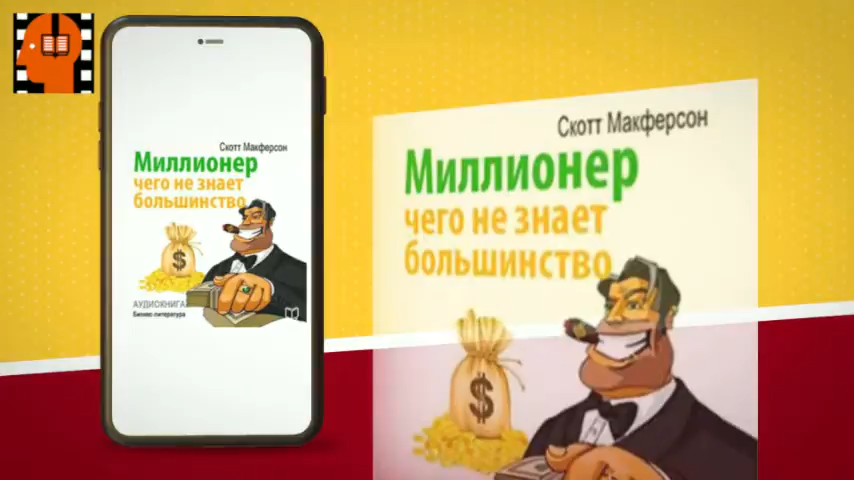 Скотт Макферсон
Миллионер
чего не знает
большинство
$
АУДИОКНИГА
Бизнес-литература
Скотт Макферсон
Миллионер
чего не знает
большинство
$